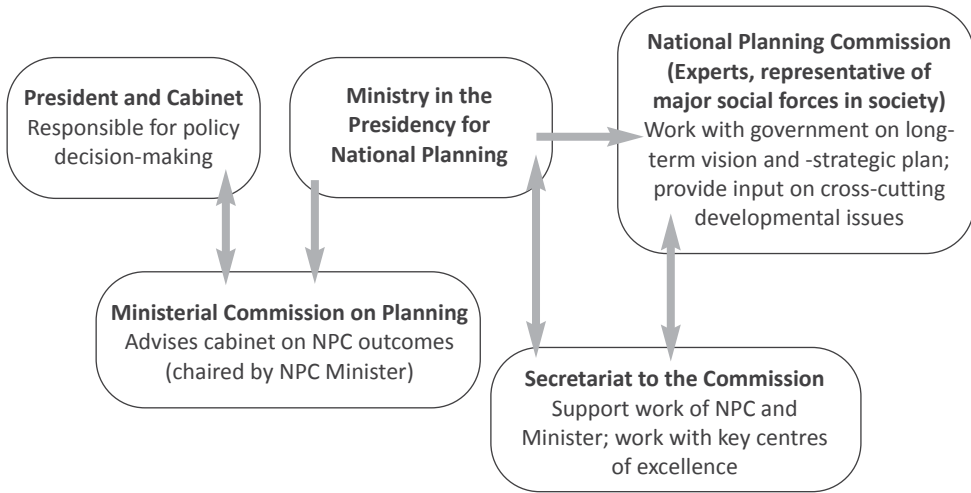 President and Cabinet
Responsible for policy
decision-making
Ministry in the
Presidency for
National Planning
National Planning Commission
(Experts, representative of
major social forces in society)
Work with government on long-
term vision and -strategic plan;
provide input on cross-cutting
developmental issues
Ministerial Commission on Planning
Advises cabinet on NPC outcomes
(chaired by NPC Minister)
Secretariat to the Commission
Support work of NPC and
Minister; work with key centres
of excellence